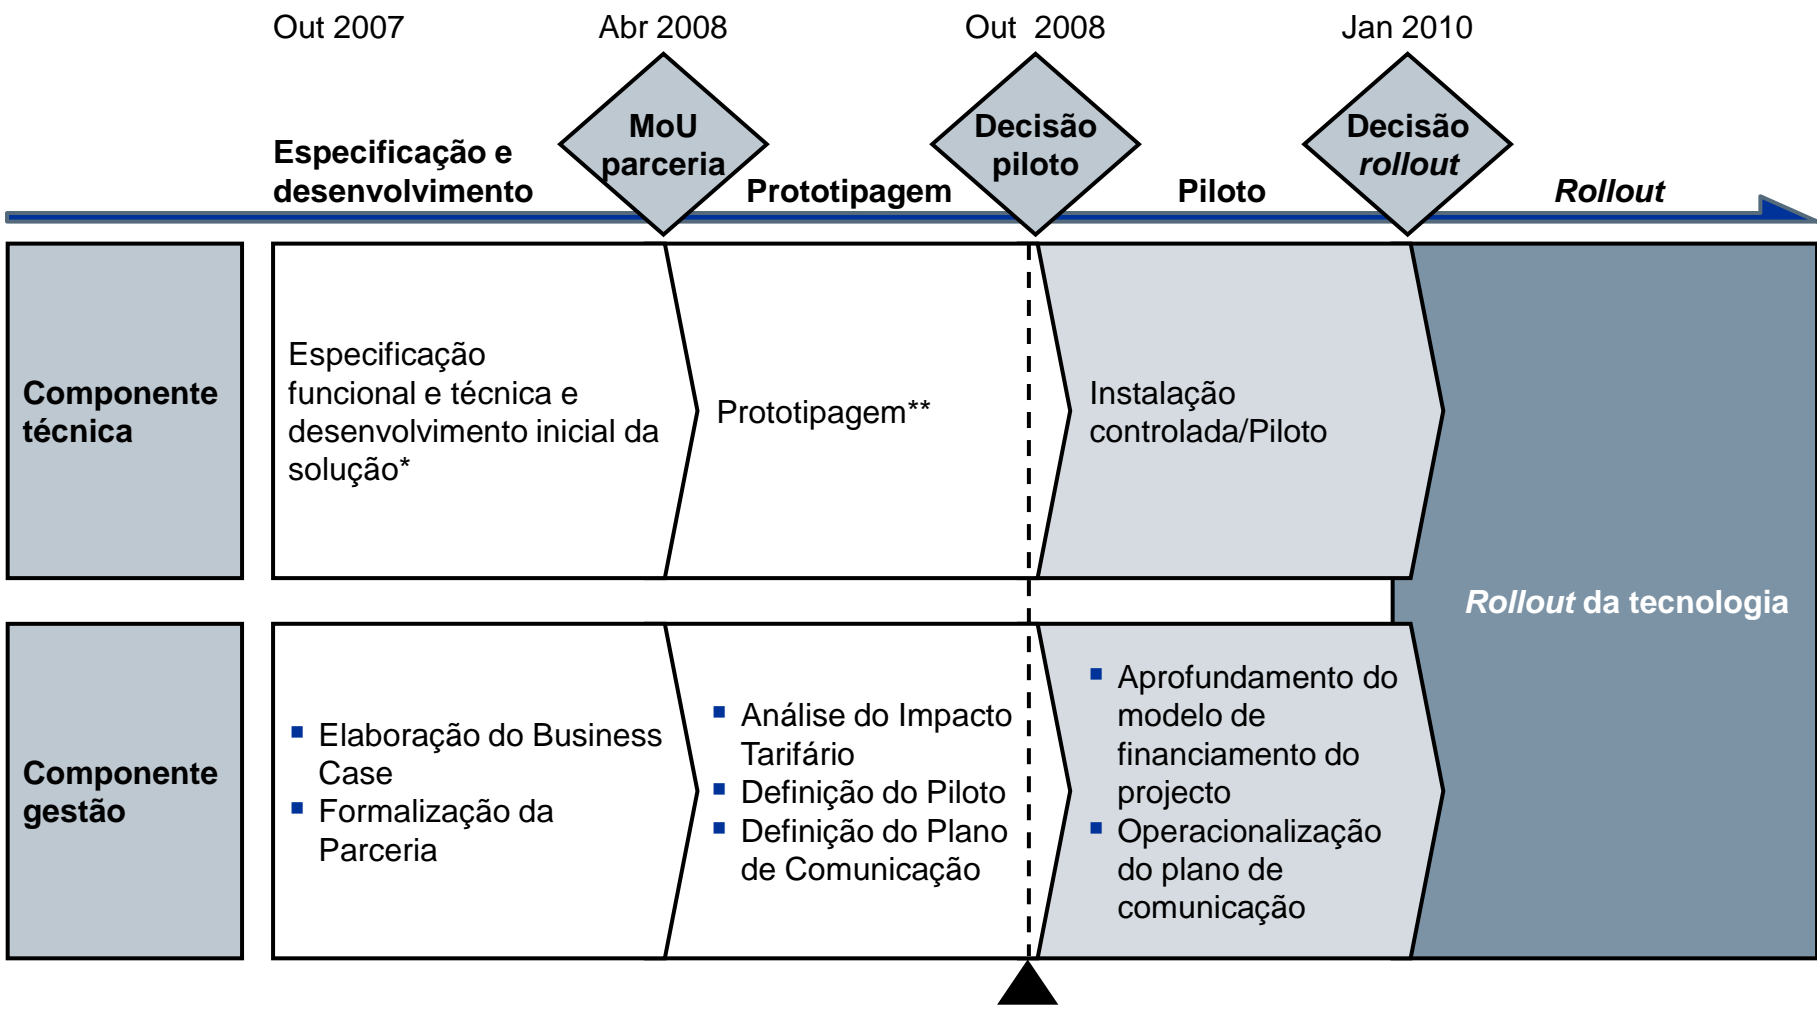 Out 2007
Abr 2008
Out 2008
Jan 2010
MoU
parceria
Decisão
piloto
Decisão
rollout
Especificação e
desenvolvimento
Prototipagem
Piloto
Rollout
Componente
técnica
Especificação
funcional e técnica e
desenvolvimento inicial da
solução*
Prototipagem**
Instalação
controlada/Piloto
Rollout da tecnologia
Componente
gestão
Elaboração do Business
Case
Formalização da
Parceria
Análise do Impacto
Tarifário
Definição do Piloto
Definição do Plano
de Comunicação
Aprofundamento do
modelo de
financiamento do
projecto
Operacionalização
do plano de
comunicação